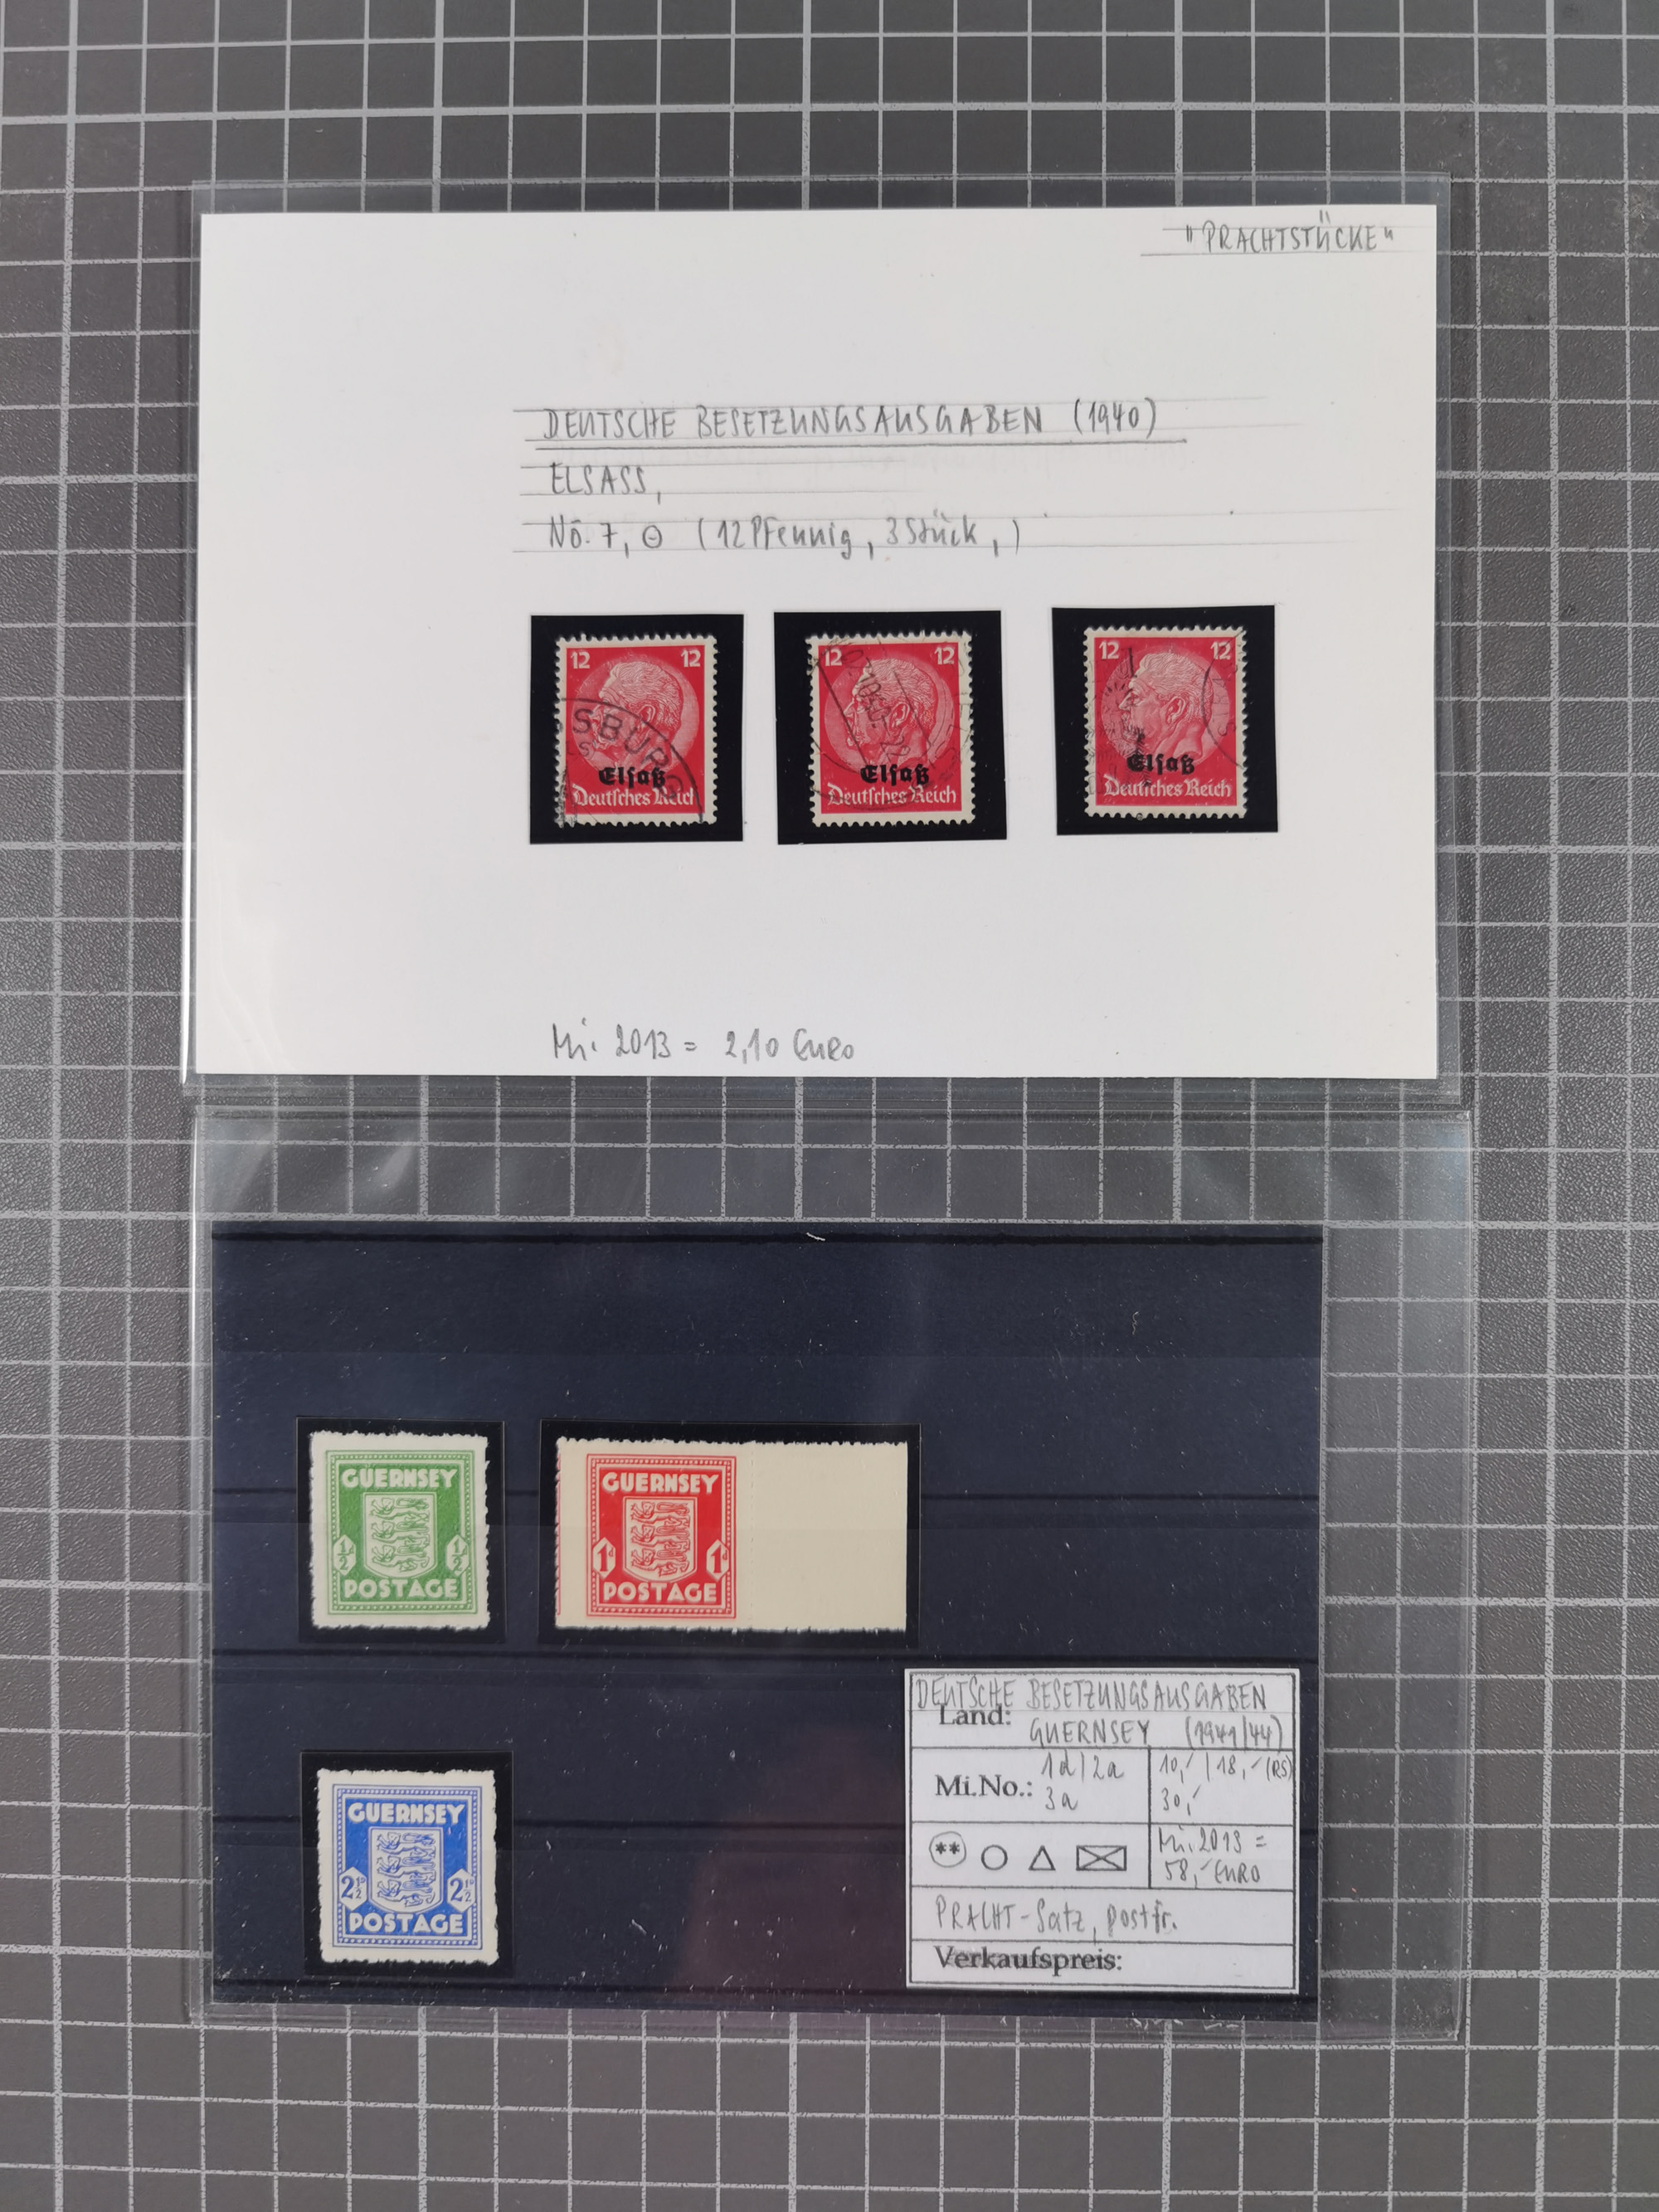 "PRACHTSTÜCKE"
DEUTSCHE BESETZUNGSAUSGABEN (1940)
ELSASS,
No. 7, ʘ (12 Pfennig, 3 Stück,)
12 12
SBURG
Elsaß
Deutsches Reich
12 12
Elsaß
Deutsches Reich
12 12
Elsaß
Deutsches Reich
Mi. 2013 = 2,10 Euro
GUERNSEY
½ ½
POSTAGE
GUERNSEY
1d 1d
POSTAGE
GUERNSEY
2½ 2½
POSTAGE
DEUTSCHE BESETZUNGSAUSGABEN
Land: GUERNSEY (1941/44)
Mi.No.: 1d/2a 10,- / 18,- (RS)
3a 30,-
** Mi. 2013 =
58,- EURO
PRACHT-Satz, postfr.
Verkaufspreis: